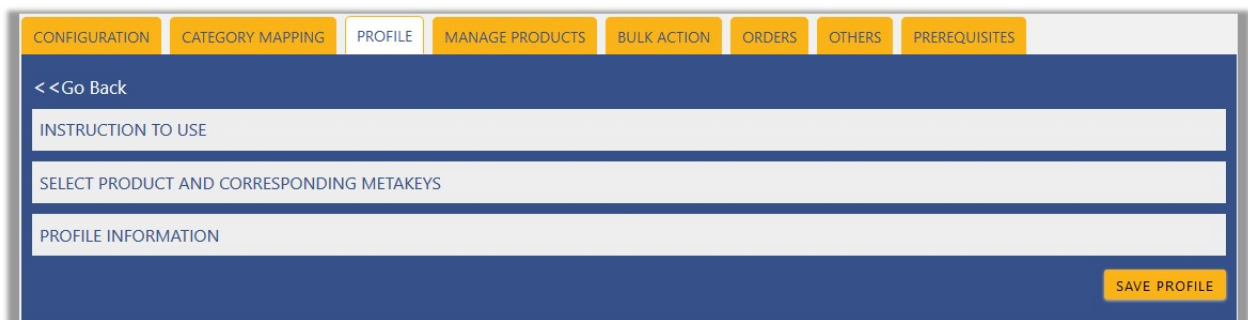 CONFIGURATION CATEGORY MAPPING PROFILE MANAGE PRODUCTS BULK ACTION ORDERS OTHERS PREREQUISITES
<<Go Back
INSTRUCTION TO USE
SELECT PRODUCT AND CORRESPONDING METAKEYS
PROFILE INFORMATION
SAVE PROFILE